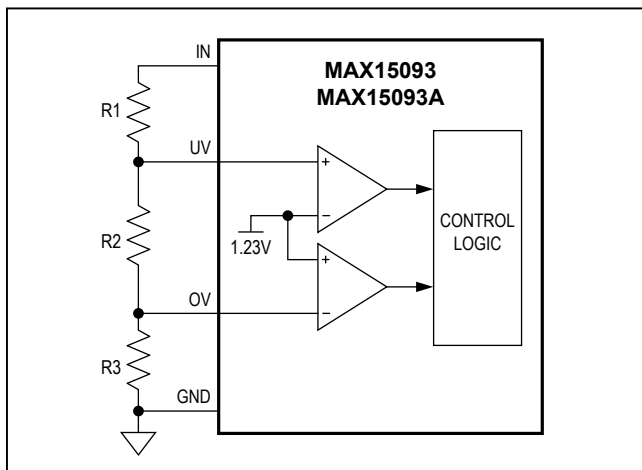 IN
MAX15093
MAX15093A
R1
UV
+
−
1.23V
R2
CONTROL
LOGIC
+
OV
−
R3
GND